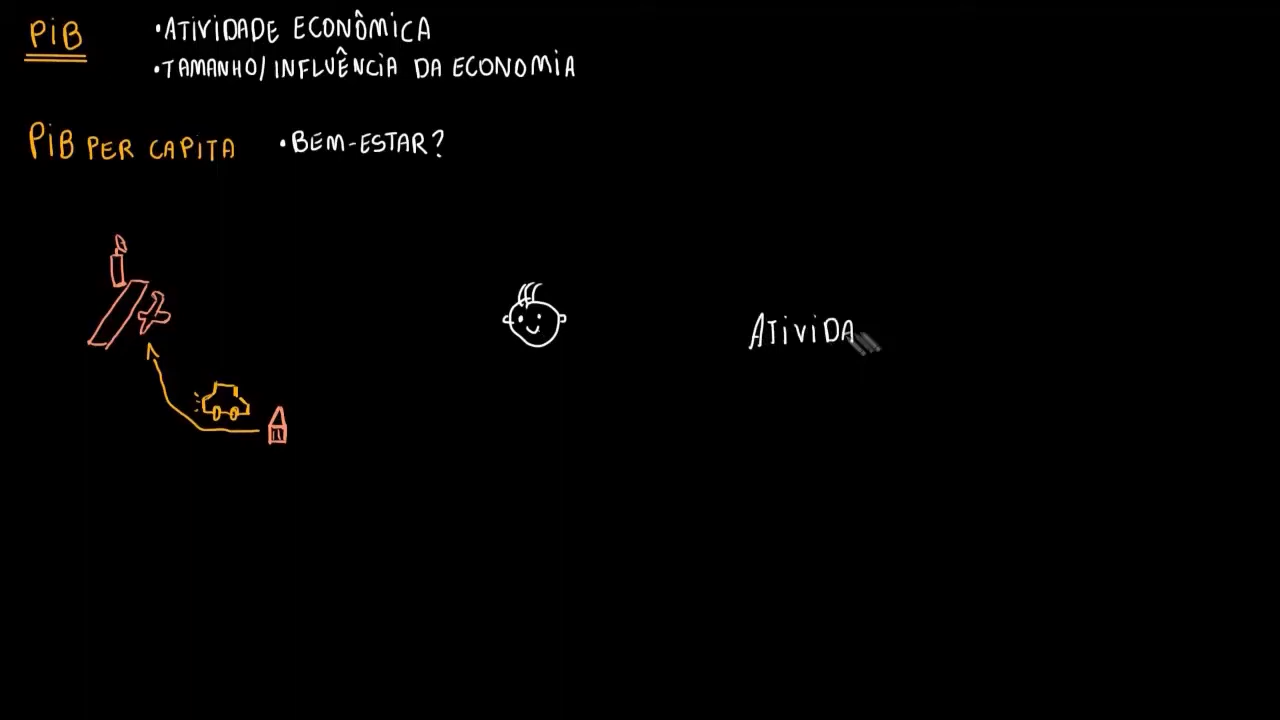 PIB
• ATIVIDADE ECONÔMICA
• TAMANHO/INFLUÊNCIA DA ECONOMIA
PIB PER CAPITA • BEM-ESTAR?
ATIVIDA